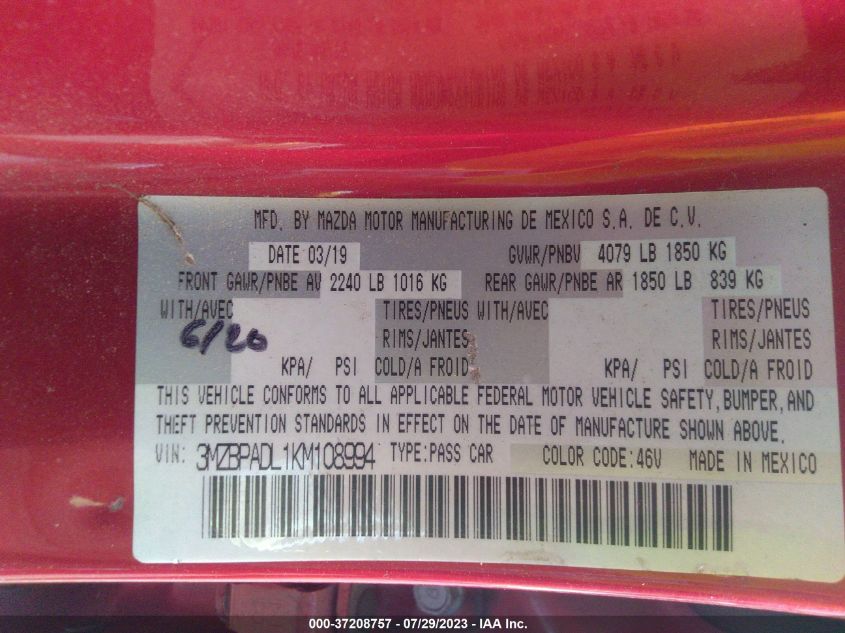 MFD. BY MAZDA MOTOR MANUFACTURING DE MEXICO S.A. DE C.V.
DATE 03/19 GVWR/PNBV 4079 LB 1850 KG
FRONT GAWR/PNBE AV 2240 LB 1016 KG REAR GAWR/PNBE AR 1850 LB 839 KG
WITH/AVEC TIRES/PNEUS WITH/AVEC TIRES/PNEUS
6/20 RIMS/JANTES RIMS/JANTES
KPA/ PSI COLD/A FROID KPA/ PSI COLD/A FROID
THIS VEHICLE CONFORMS TO ALL APPLICABLE FEDERAL MOTOR VEHICLE SAFETY, BUMPER, AND
THEFT PREVENTION STANDARDS IN EFFECT ON THE DATE OF MANUFACTURE SHOWN ABOVE.
VIN: 3MZBPADL1KM108994 TYPE:PASS CAR COLOR CODE:46V MADE IN MEXICO
000-37208757 - 07/29/2023 - IAA Inc.